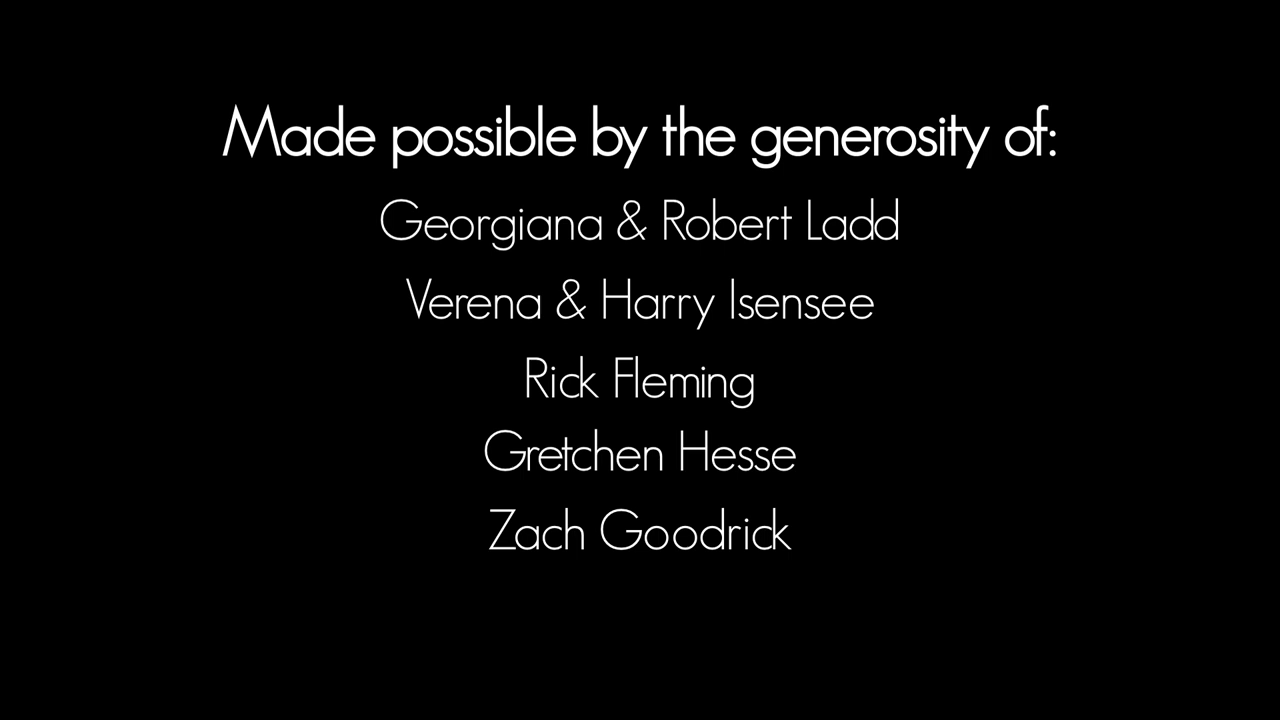 Made possible by the generosity of:
Georgiana & Robert Ladd
Verena & Harry Isensee
Rick Fleming
Gretchen Hesse
Zach Goodrick